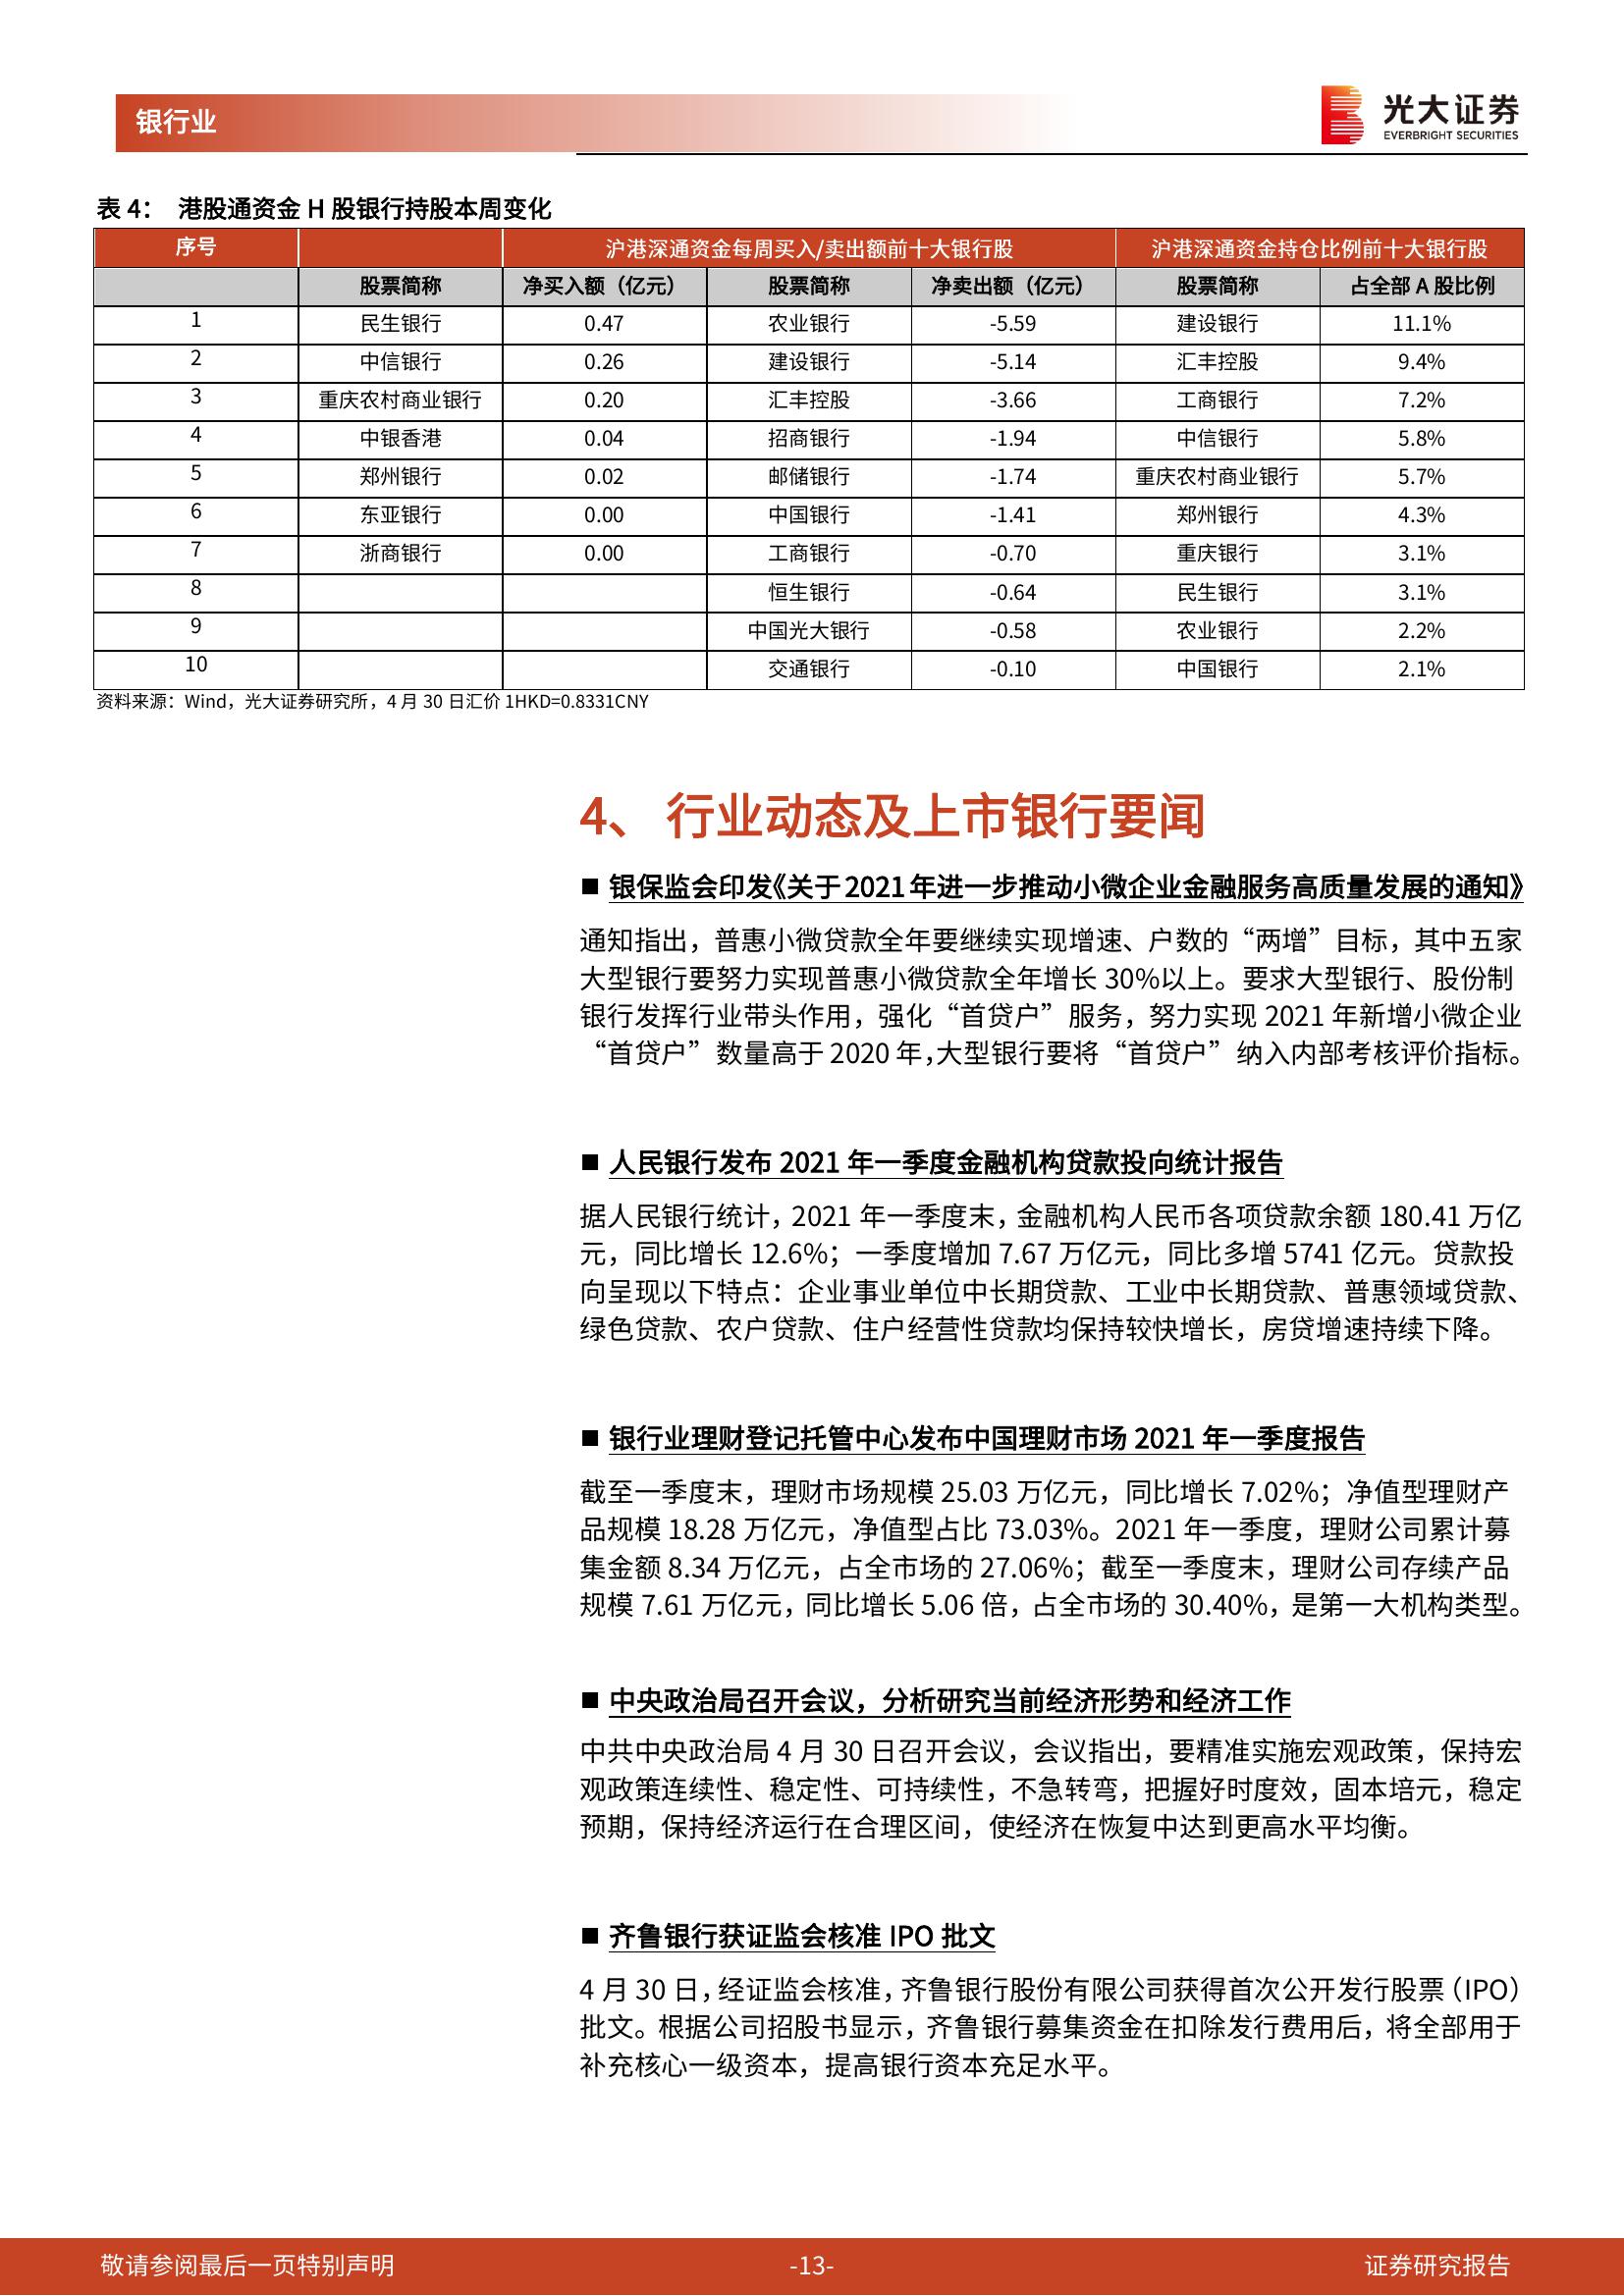 银行业
光大证券
EVERBRIGHT SECURITIES
表 4： 港股通资金 H 股银行持股本周变化
序号 沪港深通资金每周买入/卖出额前十大银行股 沪港深通资金持仓比例前十大银行股
股票简称 净买入额（亿元） 股票简称 净卖出额（亿元） 股票简称 占全部 A 股比例
1 民生银行 0.47 农业银行 -5.59 建设银行 11.1%
2 中信银行 0.26 建设银行 -5.14 汇丰控股 9.4%
3 重庆农村商业银行 0.20 汇丰控股 -3.66 工商银行 7.2%
4 中银香港 0.04 招商银行 -1.94 中信银行 5.8%
5 郑州银行 0.02 邮储银行 -1.74 重庆农村商业银行 5.7%
6 东亚银行 0.00 中国银行 -1.41 郑州银行 4.3%
7 浙商银行 0.00 工商银行 -0.70 重庆银行 3.1%
8 恒生银行 -0.64 民生银行 3.1%
9 中国光大银行 -0.58 农业银行 2.2%
10 交通银行 -0.10 中国银行 2.1%
资料来源：Wind，光大证券研究所，4 月 30 日汇价 1HKD=0.8331CNY
4、 行业动态及上市银行要闻
■ 银保监会印发《关于 2021 年进一步推动小微企业金融服务高质量发展的通知》
通知指出，普惠小微贷款全年要继续实现增速、户数的“两增”目标，其中五家
大型银行要努力实现普惠小微贷款全年增长 30%以上。要求大型银行、股份制
银行发挥行业带头作用，强化“首贷户”服务，努力实现 2021 年新增小微企业
“首贷户”数量高于 2020 年，大型银行要将“首贷户”纳入内部考核评价指标。
■ 人民银行发布 2021 年一季度金融机构贷款投向统计报告
据人民银行统计，2021 年一季度末，金融机构人民币各项贷款余额 180.41 万亿
元，同比增长 12.6%；一季度增加 7.67 万亿元，同比多增 5741 亿元。贷款投
向呈现以下特点：企业事业单位中长期贷款、工业中长期贷款、普惠领域贷款、
绿色贷款、农户贷款、住户经营性贷款均保持较快增长，房贷增速持续下降。
■ 银行业理财登记托管中心发布中国理财市场 2021 年一季度报告
截至一季度末，理财市场规模 25.03 万亿元，同比增长 7.02%；净值型理财产
品规模 18.28 万亿元，净值型占比 73.03%。2021 年一季度，理财公司累计募
集金额 8.34 万亿元，占全市场的 27.06%；截至一季度末，理财公司存续产品
规模 7.61 万亿元，同比增长 5.06 倍，占全市场的 30.40%，是第一大机构类型。
■ 中央政治局召开会议，分析研究当前经济形势和经济工作
中共中央政治局 4 月 30 日召开会议，会议指出，要精准实施宏观政策，保持宏
观政策连续性、稳定性、可持续性，不急转弯，把握好时度效，固本培元，稳定
预期，保持经济运行在合理区间，使经济在恢复中达到更高水平均衡。
■ 齐鲁银行获证监会核准 IPO 批文
4 月 30 日，经证监会核准，齐鲁银行股份有限公司获得首次公开发行股票（IPO）
批文。根据公司招股书显示，齐鲁银行募集资金在扣除发行费用后，将全部用于
补充核心一级资本，提高银行资本充足水平。
敬请参阅最后一页特别声明 -13- 证券研究报告